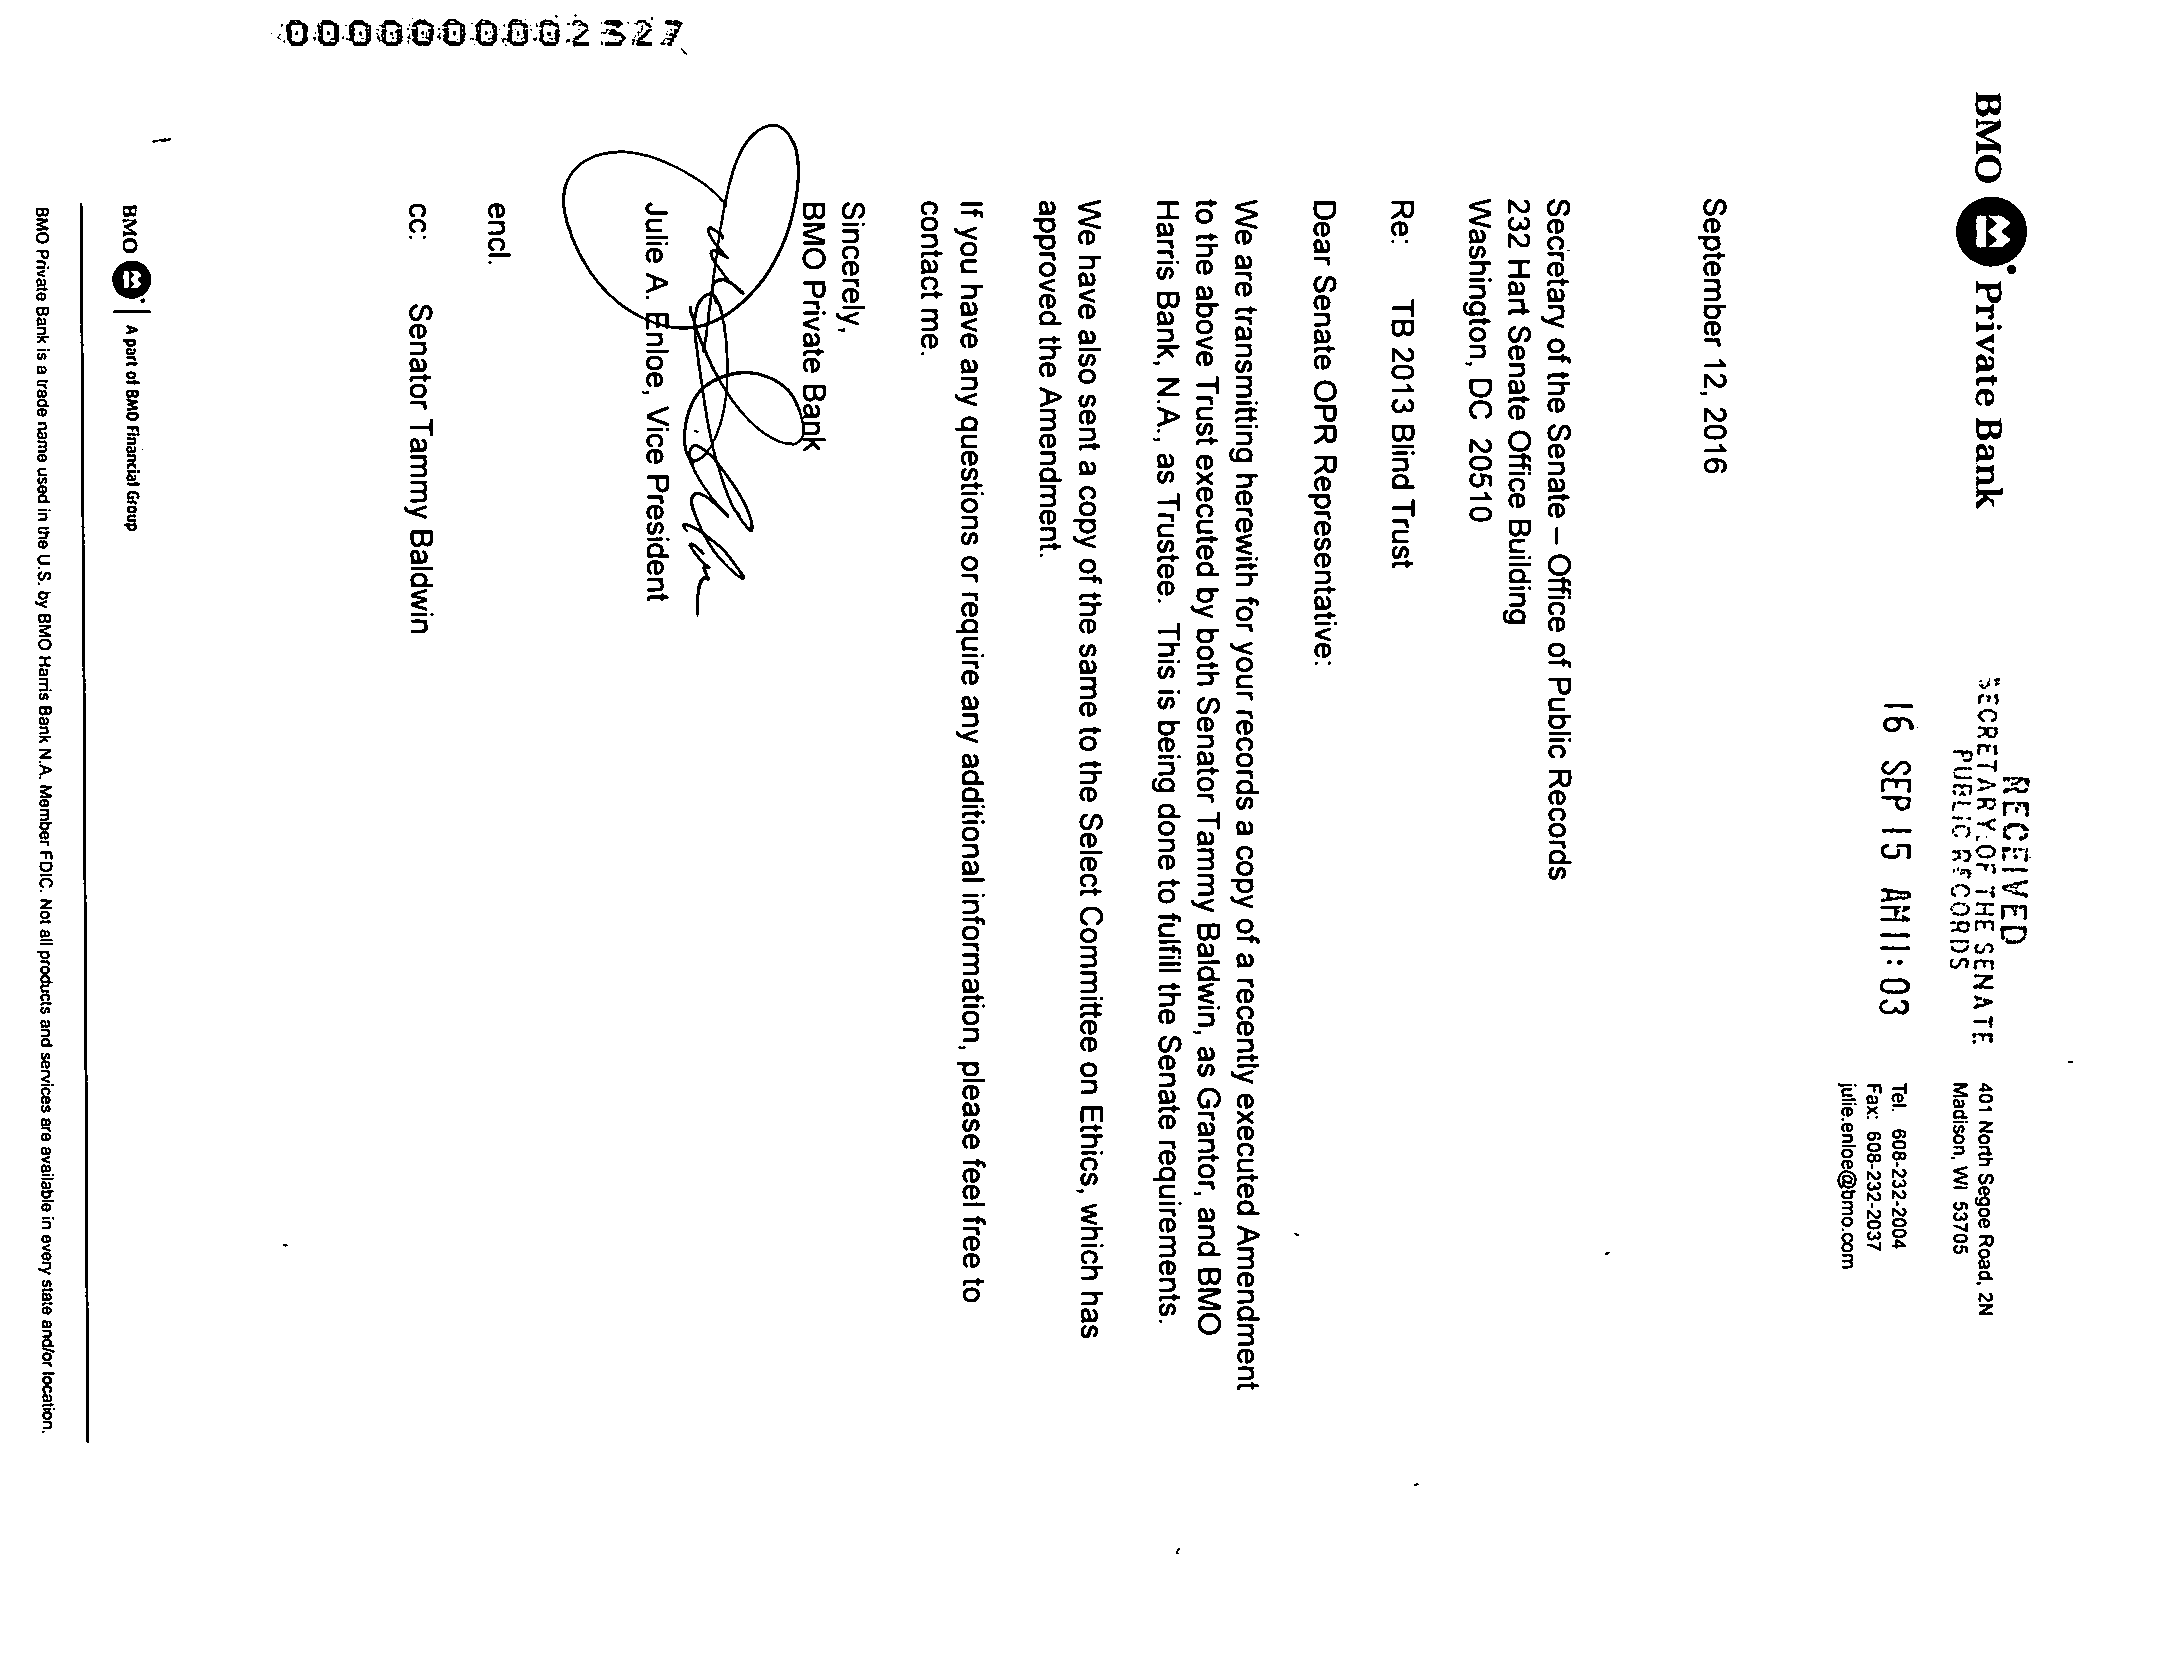 BMO Private Bank
RECEIVED
SECRETARY OF THE SENATE
PUBLIC RECORDS
16 SEP 15 AM 11:03
401 North Segoe Road, 2N
Madison, WI 53705
Tel. 608-232-2004
Fax: 608-232-2037
julie.enloe@bmo.com
September 12, 2016
Secretary of the Senate – Office of Public Records
232 Hart Senate Office Building
Washington, DC 20510
Re: TB 2013 Blind Trust
Dear Senate OPR Representative:
We are transmitting herewith for your records a copy of a recently executed Amendment
to the above Trust executed by both Senator Tammy Baldwin, as Grantor, and BMO
Harris Bank, N.A., as Trustee. This is being done to fulfill the Senate requirements.
We have also sent a copy of the same to the Select Committee on Ethics, which has
approved the Amendment.
If you have any questions or require any additional information, please feel free to
contact me.
Sincerely,
BMO Private Bank
Julie A. Enloe, Vice President
encl.
cc: Senator Tammy Baldwin
BMO | A part of BMO Financial Group
BMO Private Bank is a trade name used in the U.S. by BMO Harris Bank N.A. Member FDIC. Not all products and services are available in every state and/or location.
000000002327